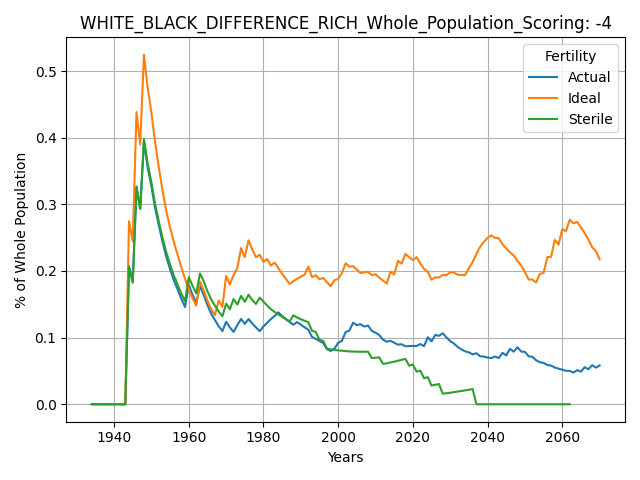 WHITE_BLACK_DIFFERENCE_RICH_Whole_Population_Scoring: -4
% of Whole Population
0.5
0.4
0.3
0.2
0.1
0.0
Fertility
Actual
Ideal
Sterile
1940 1960 1980 2000 2020 2040 2060
Years